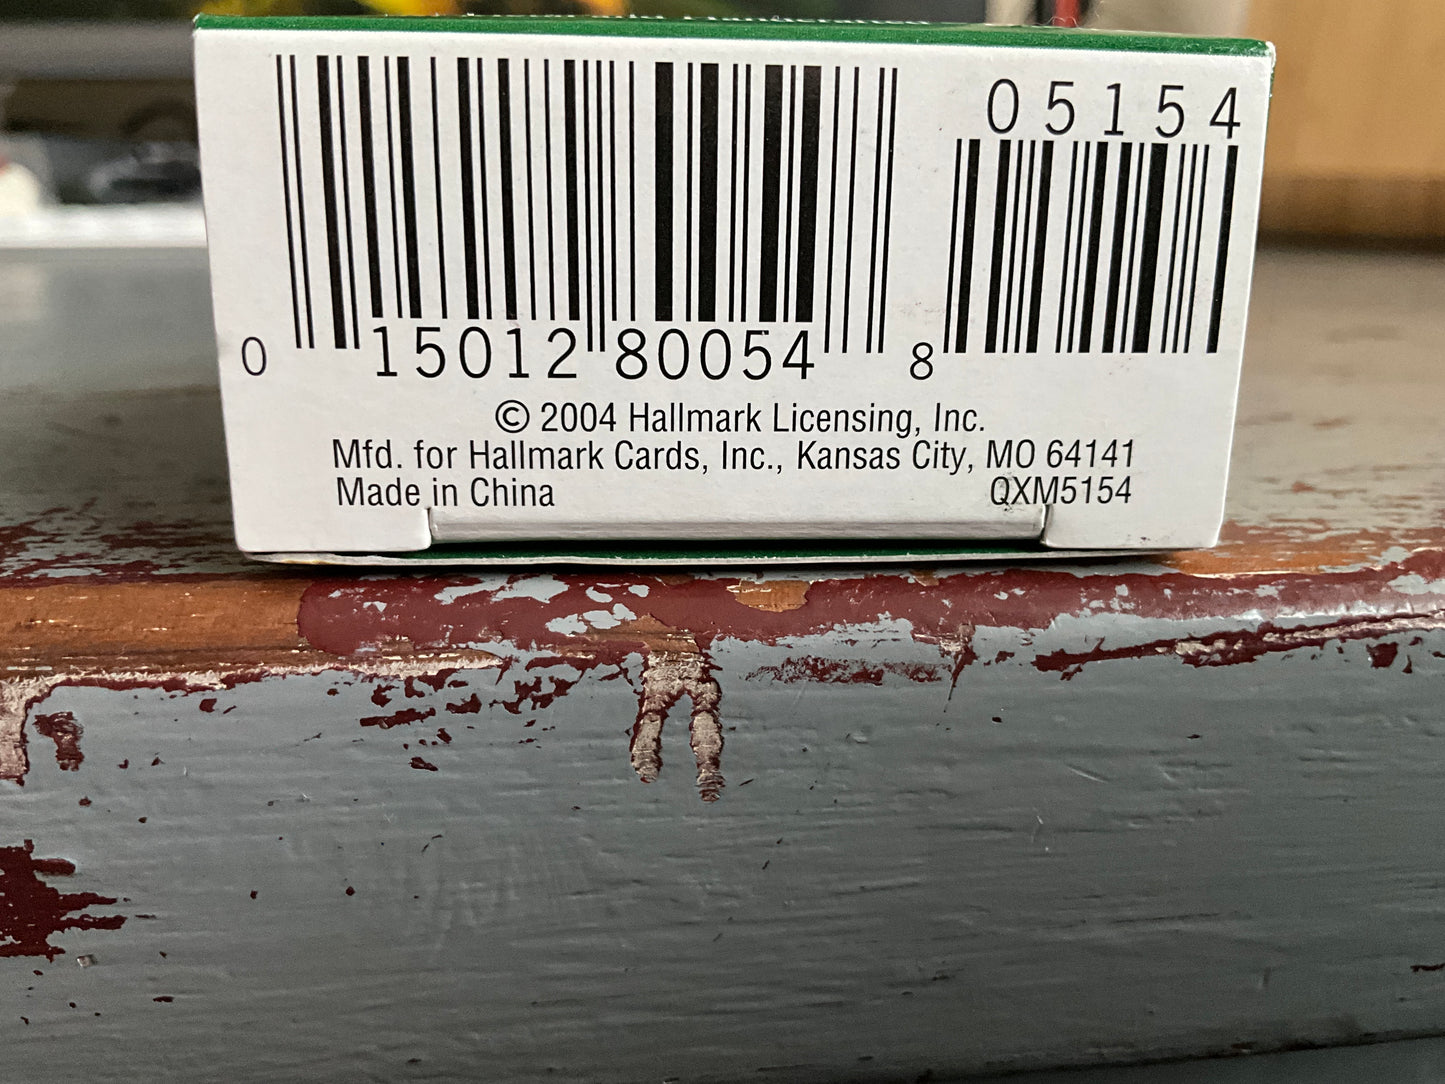 Handcrafted
05154
0 15012 80054 8
© 2004 Hallmark Licensing, Inc.
Mfd. for Hallmark Cards, Inc., Kansas City, MO 64141
Made in China QXM5154